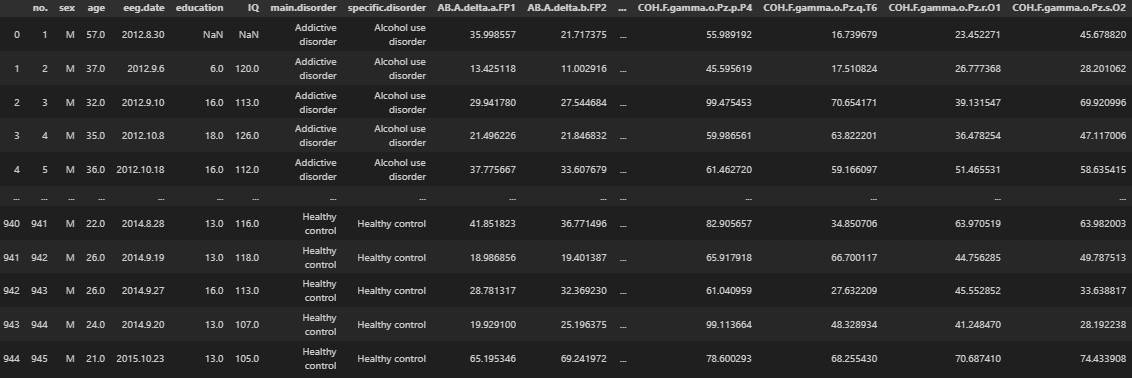 no. sex age eeg.date education IQ main.disorder specific.disorder AB.A.delta.a.FP1 AB.A.delta.b.FP2 ... COH.F.gamma.o.Pz.p.P4 COH.F.gamma.o.Pz.q.T6 COH.F.gamma.o.Pz.r.O1 COH.F.gamma.o.Pz.s.O2
0 1 M 57.0 2012.8.30 NaN NaN Addictive disorder Alcohol use disorder 35.998557 21.717375 ... 55.989192 16.739679 23.452271 45.678820
1 2 M 37.0 2012.9.6 6.0 120.0 Addictive disorder Alcohol use disorder 13.425118 11.002916 ... 45.595619 17.510824 26.777368 28.201062
2 3 M 32.0 2012.9.10 16.0 113.0 Addictive disorder Alcohol use disorder 29.941780 27.544684 ... 99.475453 70.654171 39.131547 69.920996
3 4 M 35.0 2012.10.8 18.0 126.0 Addictive disorder Alcohol use disorder 21.496226 21.846832 ... 59.986561 63.822201 36.478254 47.117006
4 5 M 36.0 2012.10.18 16.0 112.0 Addictive disorder Alcohol use disorder 37.775667 33.607679 ... 61.462720 59.166097 51.465531 58.635415
... ... ... ... ... ... ... ... ... ... ... ... ... ... ... ...
940 941 M 22.0 2014.8.28 13.0 116.0 Healthy control Healthy control 41.851823 36.771496 ... 82.905657 34.850706 63.970519 63.982003
941 942 M 26.0 2014.9.19 13.0 118.0 Healthy control Healthy control 18.986856 19.401387 ... 65.917918 66.700117 44.756285 49.787513
942 943 M 26.0 2014.9.27 16.0 113.0 Healthy control Healthy control 28.781317 32.369230 ... 61.040959 27.632209 45.552852 33.638817
943 944 M 24.0 2014.9.20 13.0 107.0 Healthy control Healthy control 19.929100 25.196375 ... 99.113664 48.328934 41.248470 28.192238
944 945 M 21.0 2015.10.23 13.0 105.0 Healthy control Healthy control 65.195346 69.241972 ... 78.600293 68.255430 70.687410 74.433908